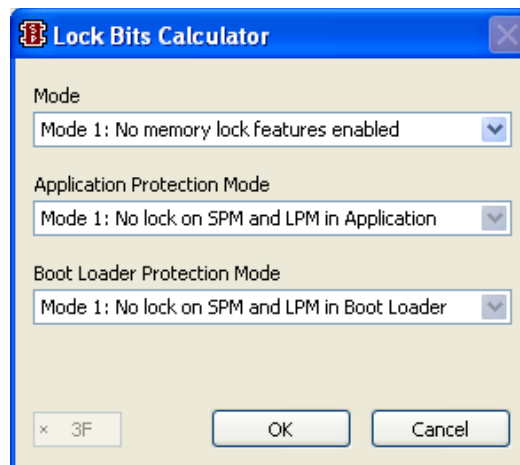 Lock Bits Calculator
Mode
Mode 1: No memory lock features enabled
Application Protection Mode
Mode 1: No lock on SPM and LPM in Application
Boot Loader Protection Mode
Mode 1: No lock on SPM and LPM in Boot Loader
× 3F OK Cancel